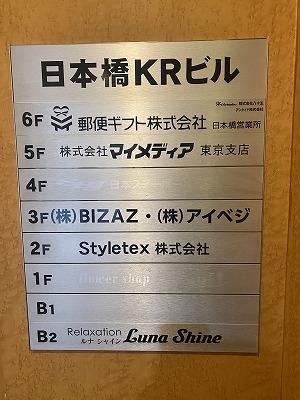 日本橋KRビル
6F 郵便ギフト株式会社 日本橋営業所
5F 株式会社マイメディア 東京支店
4F
3F (株)BIZAZ・(株)アイベジ
2F Styletex 株式会社
1F flower shop
B1
B2 Relaxation ルナ シャイン Luna Shine